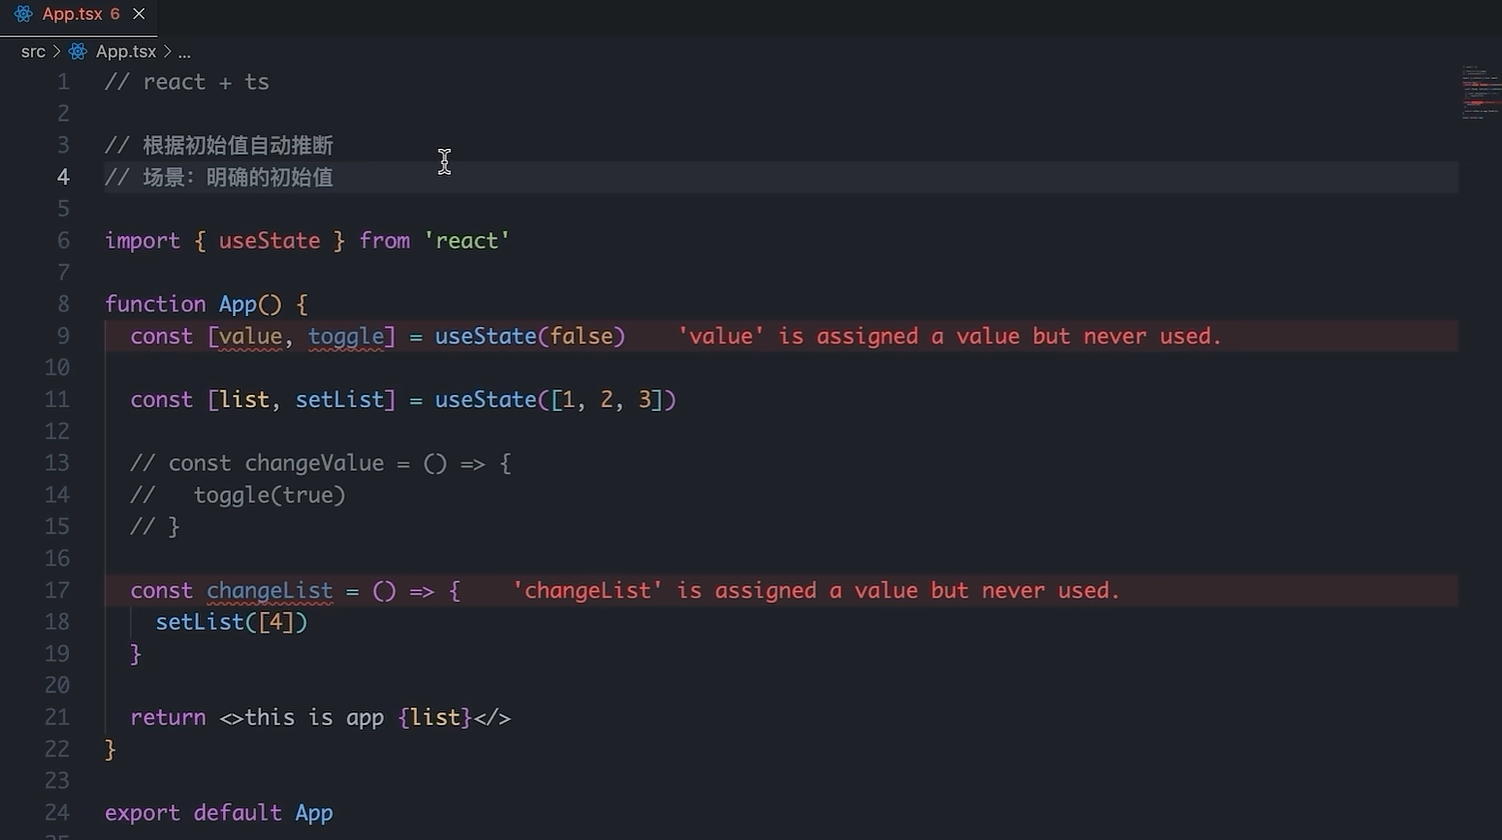 App.tsx 6
src > App.tsx > ...
1 // react + ts
2
3 // 根据初始值自动推断
4 // 场景：明确的初始值
5
6 import { useState } from 'react'
7
8 function App() {
9 const [value, toggle] = useState(false) 'value' is assigned a value but never used.
10
11 const [list, setList] = useState([1, 2, 3])
12
13 // const changeValue = () => {
14 //   toggle(true)
15 // }
16
17 const changeList = () => { 'changeList' is assigned a value but never used.
18 setList([4])
19 }
20
21 return <>this is app {list}</>
22 }
23
24 export default App